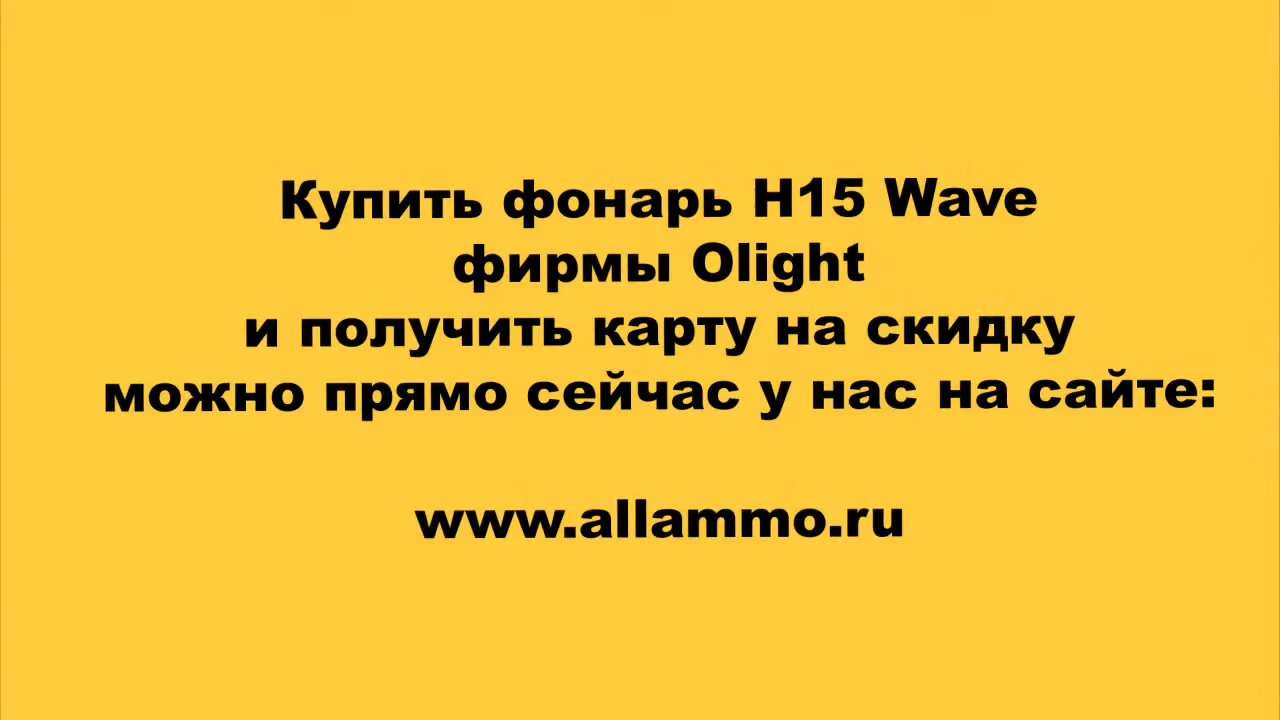 Купить фонарь H15 Wave
фирмы Olight
и получить карту на скидку
можно прямо сейчас у нас на сайте:
www.allammo.ru